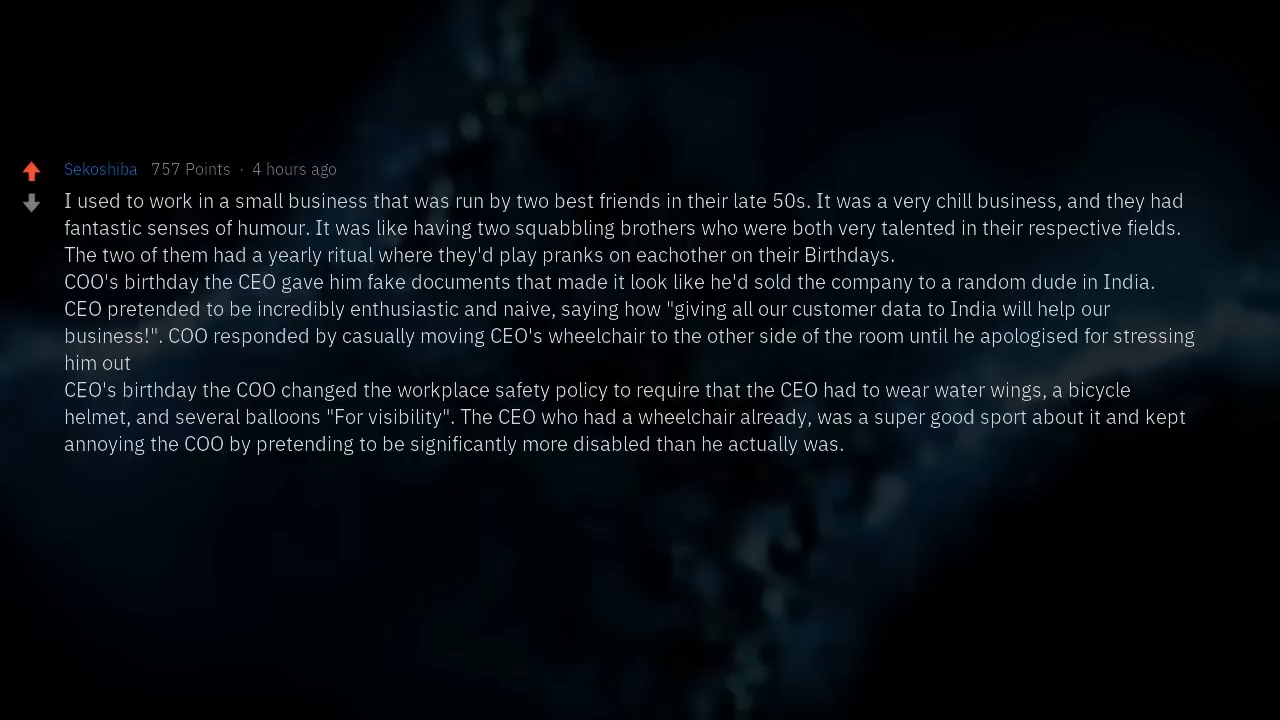 Sekoshiba 757 Points · 4 hours ago
I used to work in a small business that was run by two best friends in their late 50s. It was a very chill business, and they had
fantastic senses of humour. It was like having two squabbling brothers who were both very talented in their respective fields.
The two of them had a yearly ritual where they'd play pranks on eachother on their Birthdays.
COO's birthday the CEO gave him fake documents that made it look like he'd sold the company to a random dude in India.
CEO pretended to be incredibly enthusiastic and naive, saying how "giving all our customer data to India will help our
business!". COO responded by casually moving CEO's wheelchair to the other side of the room until he apologised for stressing
him out
CEO's birthday the COO changed the workplace safety policy to require that the CEO had to wear water wings, a bicycle
helmet, and several balloons "For visibility". The CEO who had a wheelchair already, was a super good sport about it and kept
annoying the COO by pretending to be significantly more disabled than he actually was.